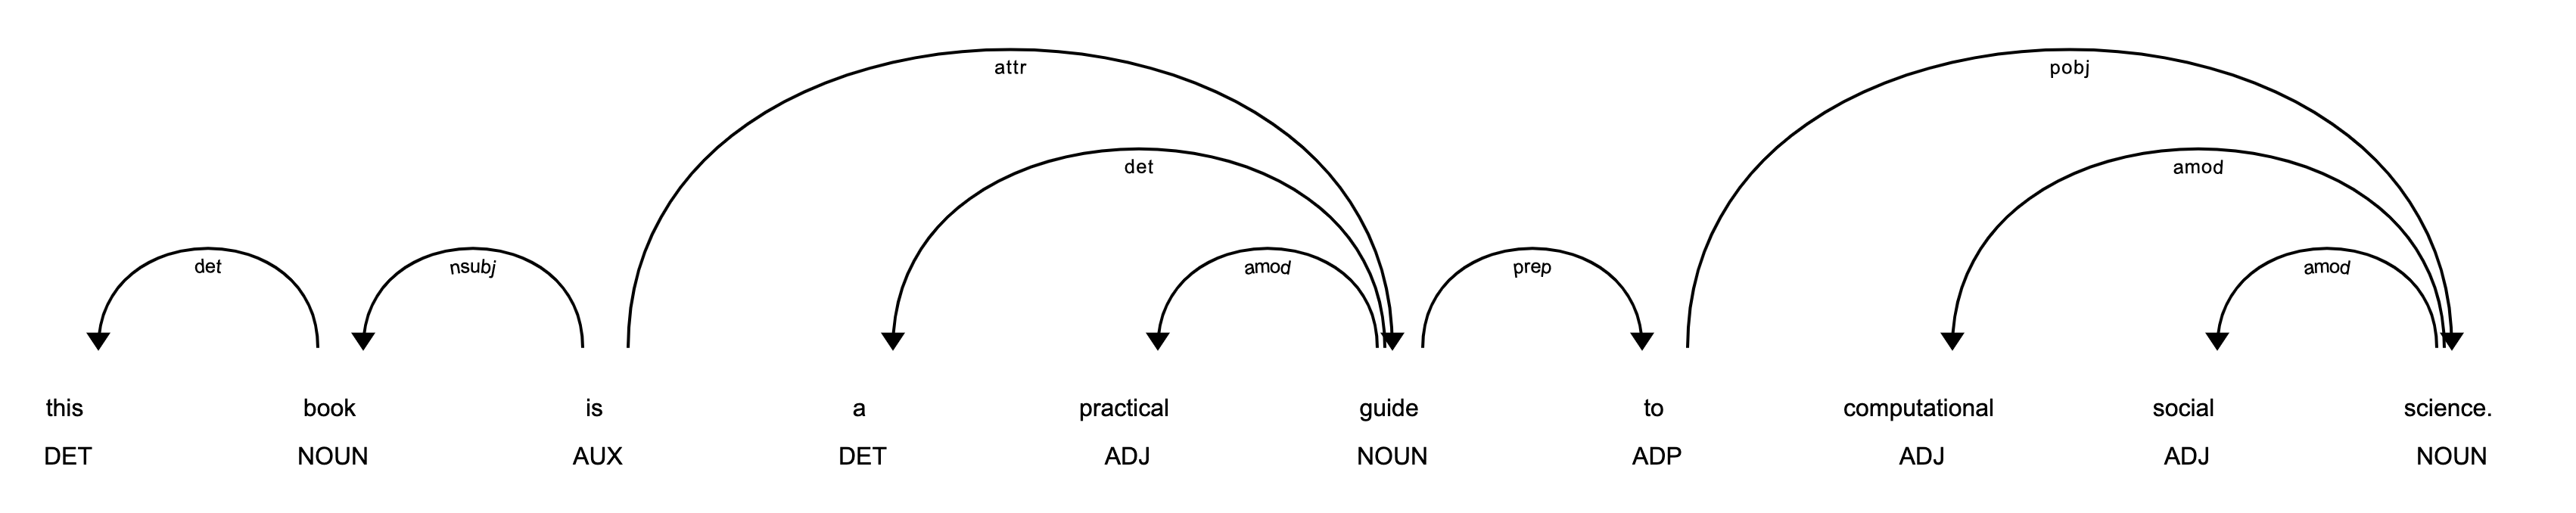 attr pobj
det amod
det nsubj amod prep amod
this book is a practical guide to computational social science.
DET NOUN AUX DET ADJ NOUN ADP ADJ ADJ NOUN